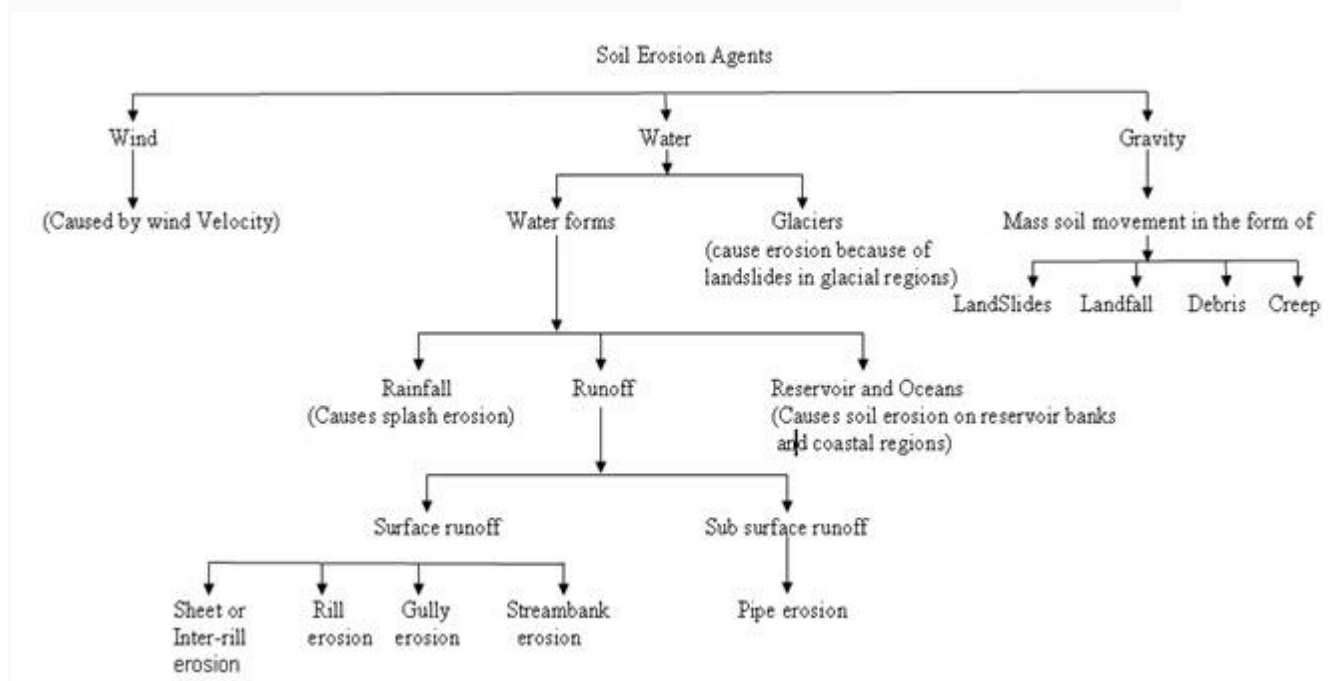 Soil Erosion Agents
Wind
Water
Gravity
(Caused by wind Velocity)
Water forms
Glaciers
(cause erosion because of
landslides in glacial regions)
Mass soil movement in the form of
LandSlides
Landfall
Debris
Creep
Rainfall
(Causes splash erosion)
Runoff
Reservoir and Oceans
(Causes soil erosion on reservoir banks
and coastal regions)
Surface runoff
Sub surface runoff
Sheet or
Inter-rill
erosion
Rill
erosion
Gully
erosion
Streambank
erosion
Pipe erosion